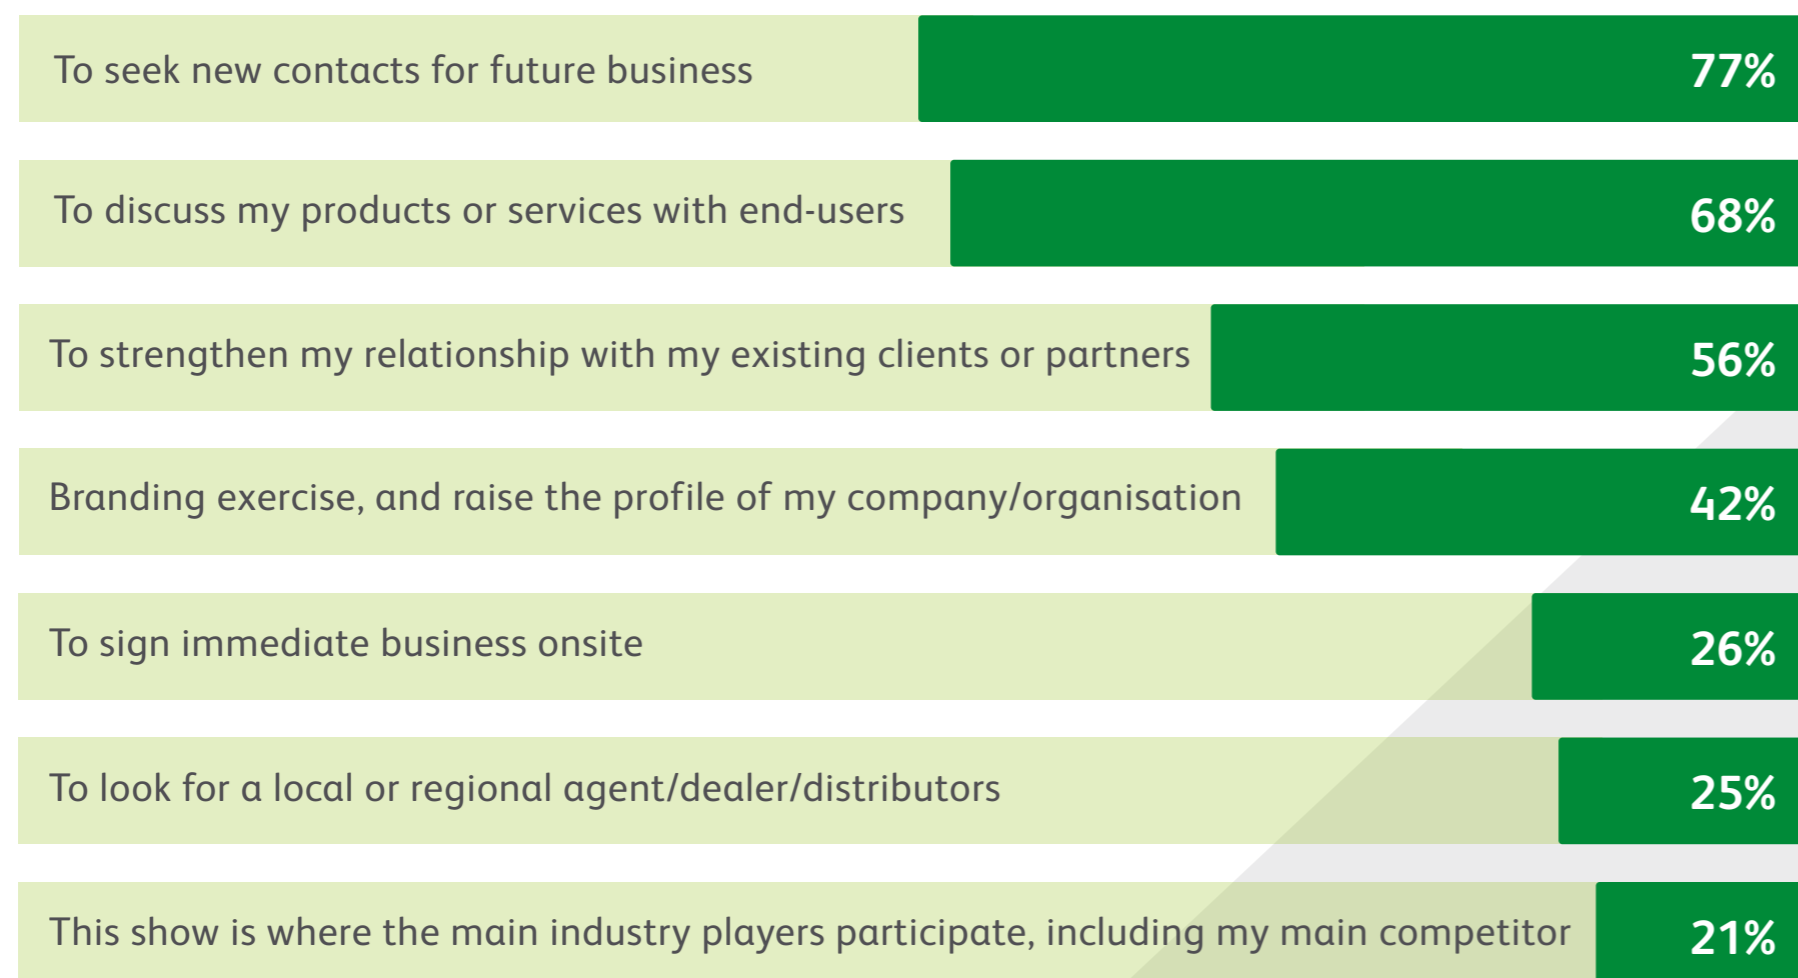 To seek new contacts for future business 77%
To discuss my products or services with end-users 68%
To strengthen my relationship with my existing clients or partners 56%
Branding exercise, and raise the profile of my company/organisation 42%
To sign immediate business onsite 26%
To look for a local or regional agent/dealer/distributors 25%
This show is where the main industry players participate, including my main competitor 21%